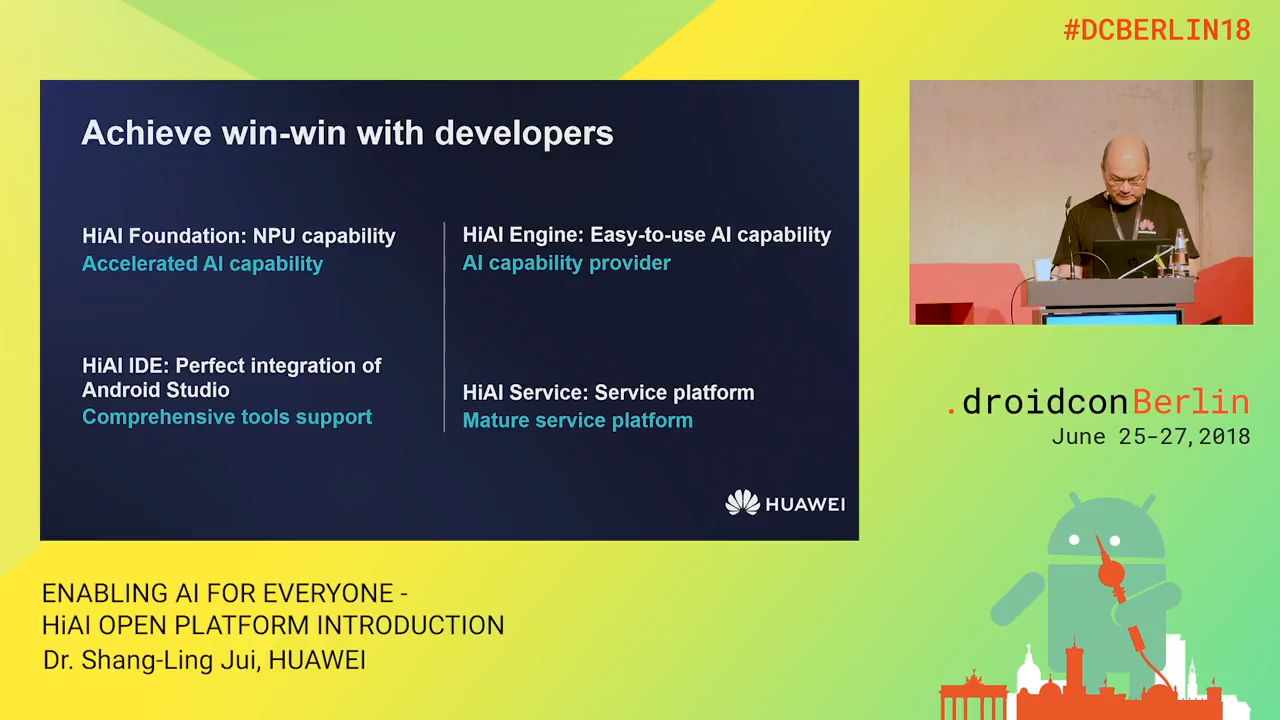 #DCBERLIN18
Achieve win-win with developers
HiAI Foundation: NPU capability
Accelerated AI capability
HiAI IDE: Perfect integration of
Android Studio
Comprehensive tools support
HiAI Engine: Easy-to-use AI capability
AI capability provider
HiAI Service: Service platform
Mature service platform
HUAWEI
.droidconBerlin
June 25-27, 2018
ENABLING AI FOR EVERYONE -
HiAI OPEN PLATFORM INTRODUCTION
Dr. Shang-Ling Jui, HUAWEI